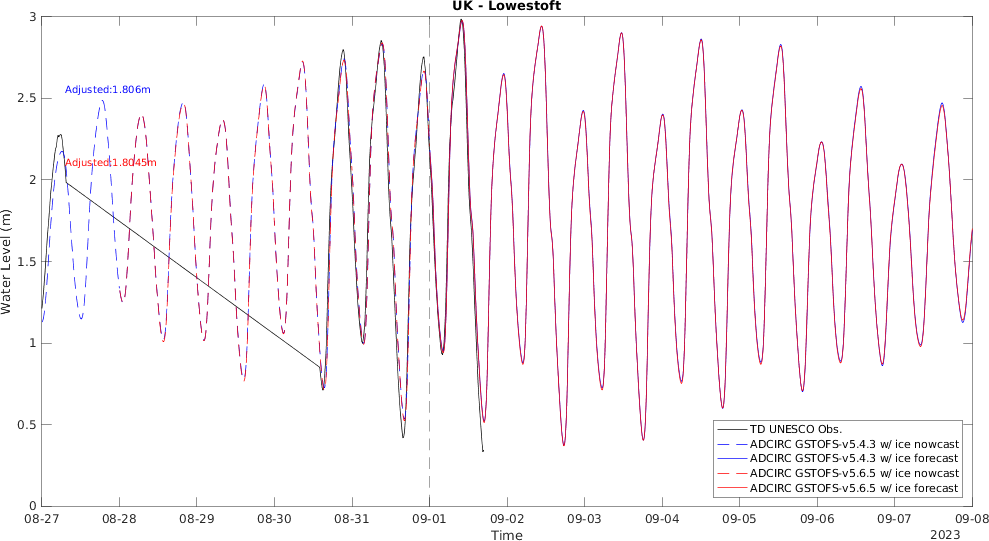 UK - Lowestoft
3
2.5
2
1.5
1
0.5
0
Water Level (m)
Adjusted:1.806m
Adjusted:1.8045m
TD UNESCO Obs.
ADCIRC GSTOFS-v5.4.3 w/ ice nowcast
ADCIRC GSTOFS-v5.4.3 w/ ice forecast
ADCIRC GSTOFS-v5.6.5 w/ ice nowcast
ADCIRC GSTOFS-v5.6.5 w/ ice forecast
08-27 08-28 08-29 08-30 08-31 09-01 09-02 09-03 09-04 09-05 09-06 09-07 09-08
Time
2023